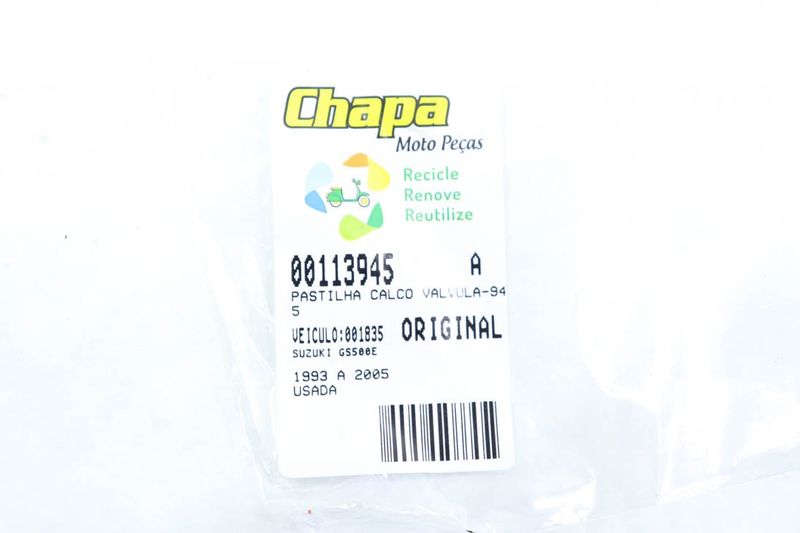 Chapa
Moto Peças
Recicle
Renove
Reutilize
00113945 A
PASTILHA CALCO VALVULA-94
5
VEICULO:001835 ORIGINAL
SUZUKI GS500E
1993 A 2005
USADA